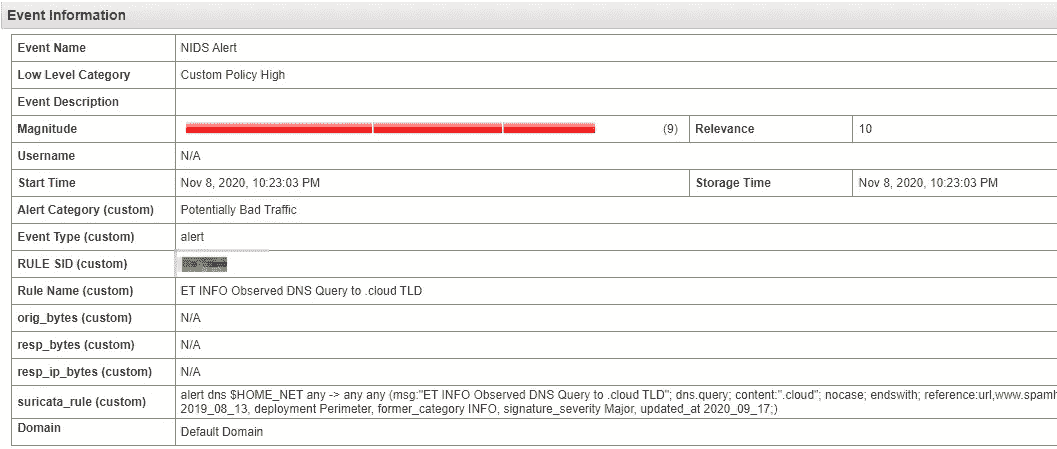 Event Information
Event Name NIDS Alert
Low Level Category Custom Policy High
Event Description
Magnitude (9) Relevance 10
Username N/A
Start Time Nov 8, 2020, 10:23:03 PM Storage Time Nov 8, 2020, 10:23:03 PM
Alert Category (custom) Potentially Bad Traffic
Event Type (custom) alert
RULE SID (custom)
Rule Name (custom) ET INFO Observed DNS Query to .cloud TLD
orig_bytes (custom) N/A
resp_bytes (custom) N/A
resp_ip_bytes (custom) N/A
suricata_rule (custom) alert dns $HOME_NET any -> any any (msg:"ET INFO Observed DNS Query to .cloud TLD"; dns.query; content:".cloud"; nocase; endswith; reference:url,www.spamh
2019_08_13, deployment Perimeter, former_category INFO, signature_severity Major, updated_at 2020_09_17;)
Domain Default Domain